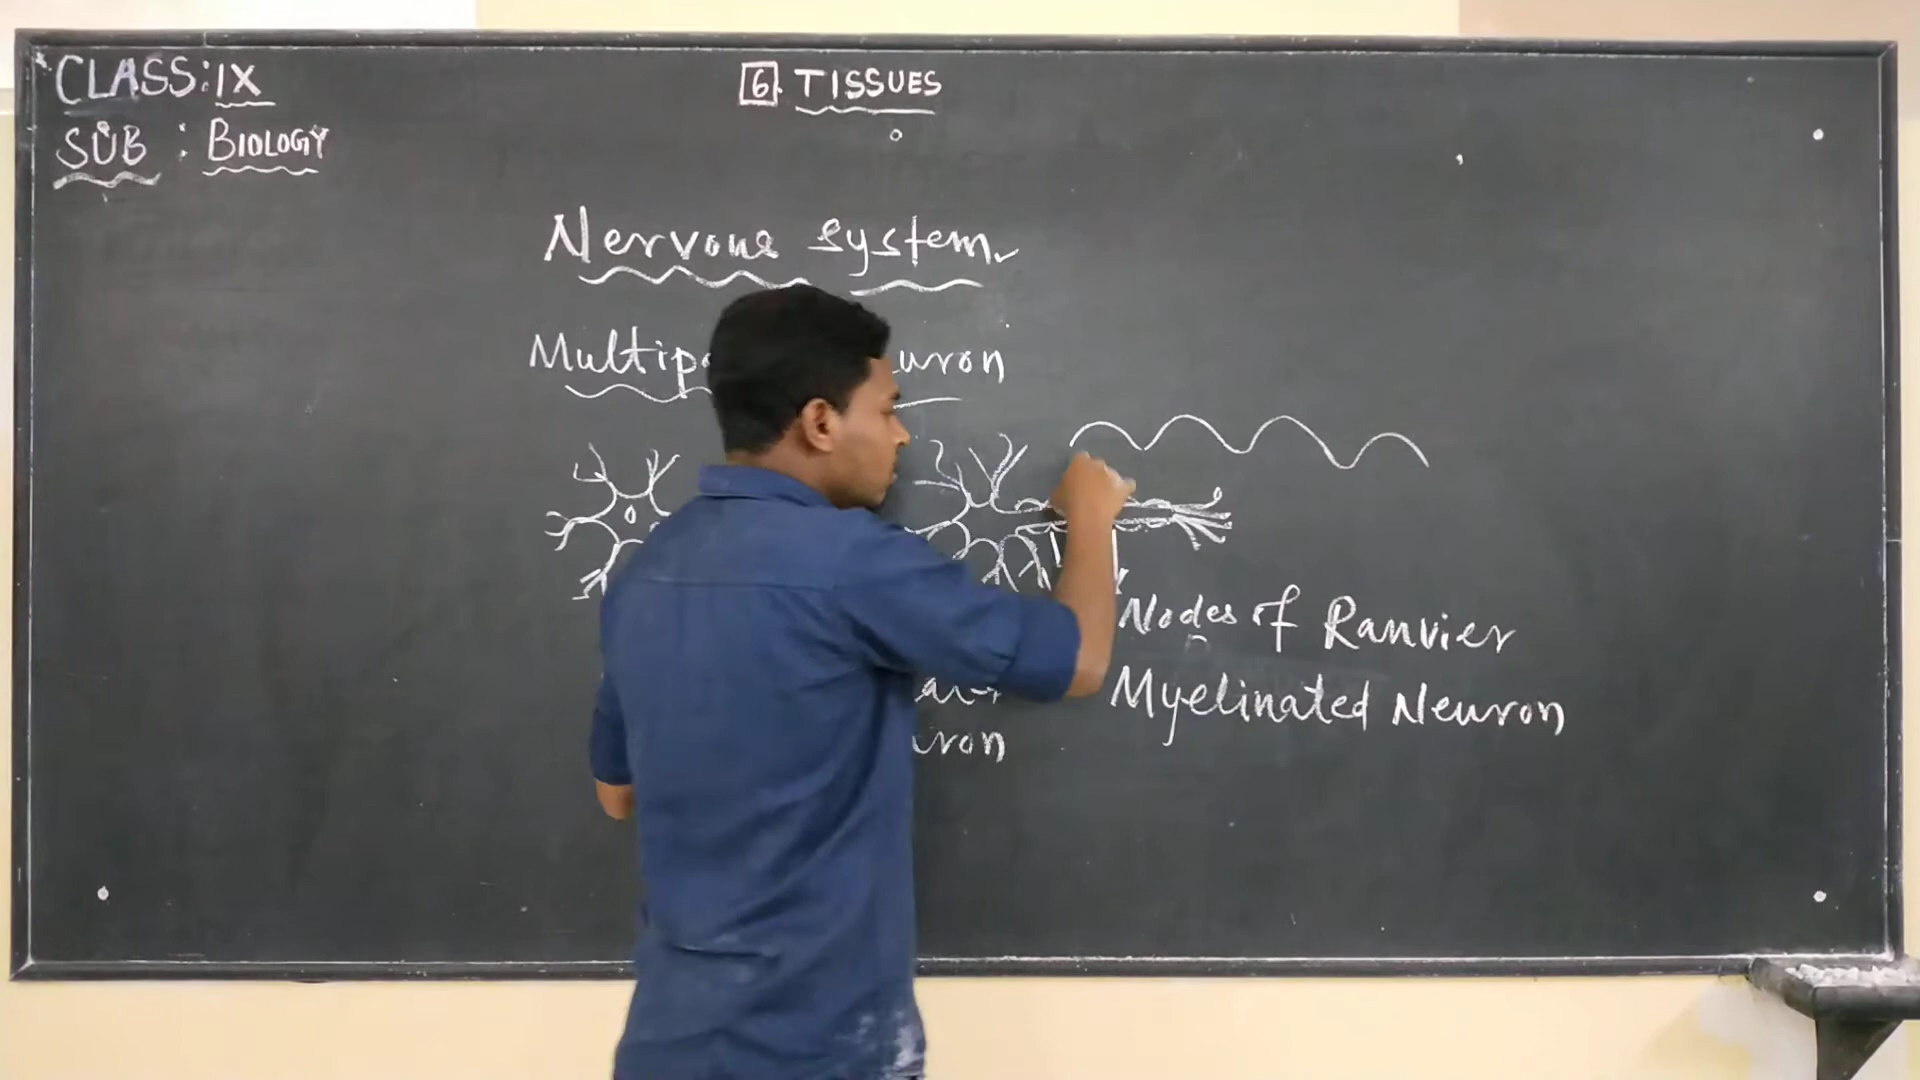 CLASS: IX
6. TISSUES
SUB : BIOLOGY
Nervous system
Nodes of Ranvier
Myelinated Neuron